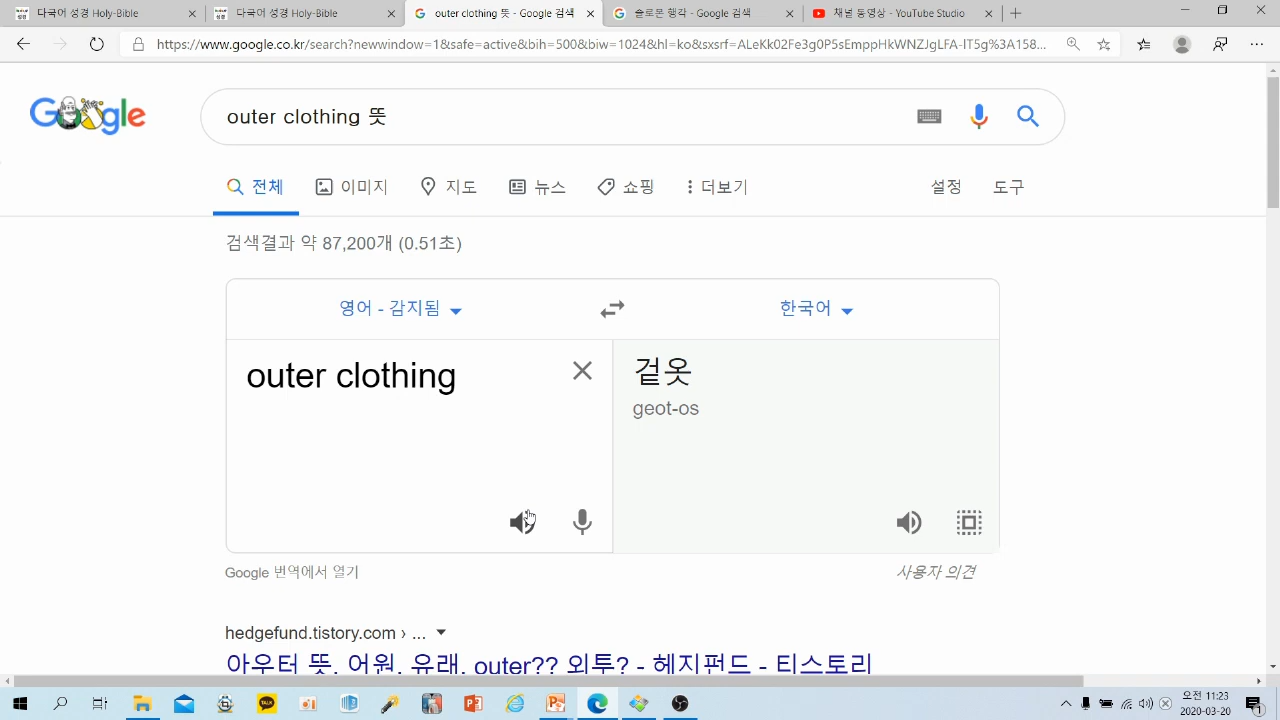 다국어 성경 Holy-Bible
다국어 성경 Holy-Bible
outer clothing 뜻 - Google 검색
솔로몬 행각 - Google 검색
채널 동영상 - YouTube Studio
https://www.google.co.kr/search?newwindow=1&safe=active&bih=500&biw=1024&hl=ko&sxsrf=ALeKk02Fe3g0P5sEmppHkWNZJgLFA-IT5g%3A158...
Google
outer clothing 뜻
전체
이미지
지도
뉴스
쇼핑
더보기
설정
도구
검색결과 약 87,200개 (0.51초)
영어 - 감지됨
한국어
outer clothing
겉옷
geot-os
Google 번역에서 열기
사용자 의견
hedgefund.tistory.com › ...
아우터 뜻. 어원. 유래. outer?? 외투? - 헤지펀드 - 티스토리
오전 11:23
2020-03-20